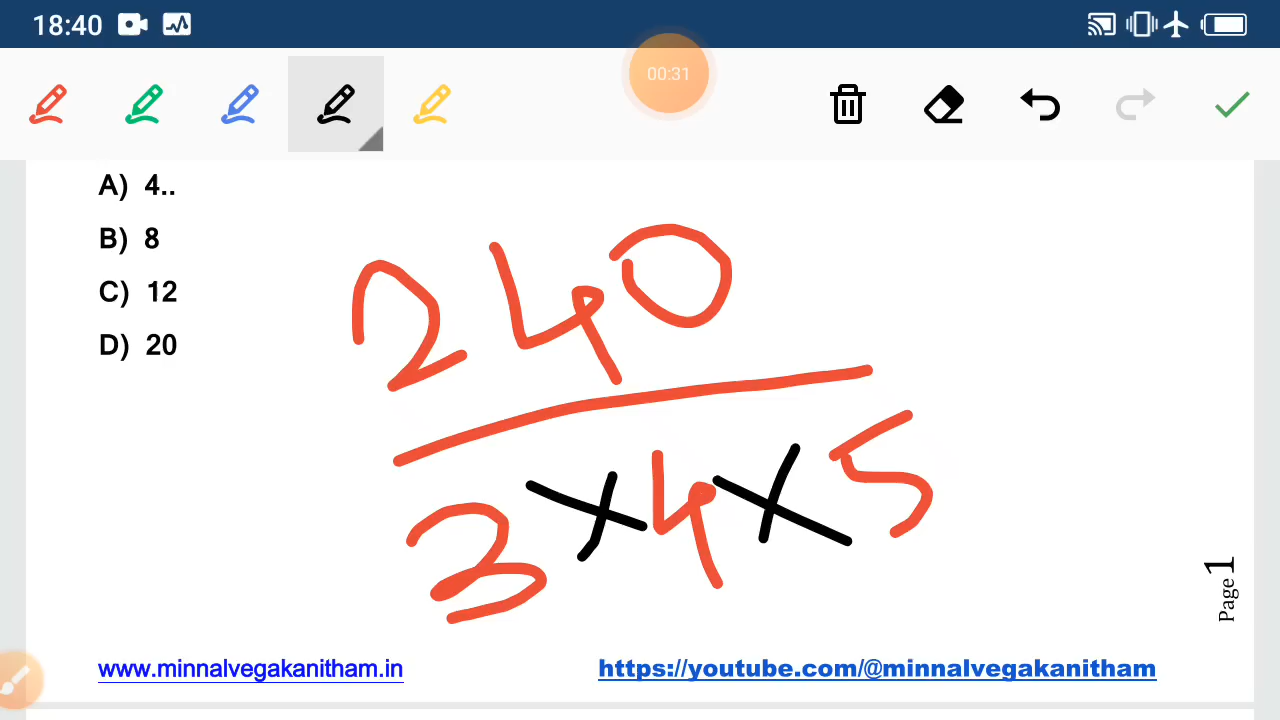 18:40
00:31
A) 4..
B) 8
C) 12
D) 20
240
3 X 4 X 5
Page 1
www.minnalvegakanitham.in
https://youtube.com/@minnalvegakanitham